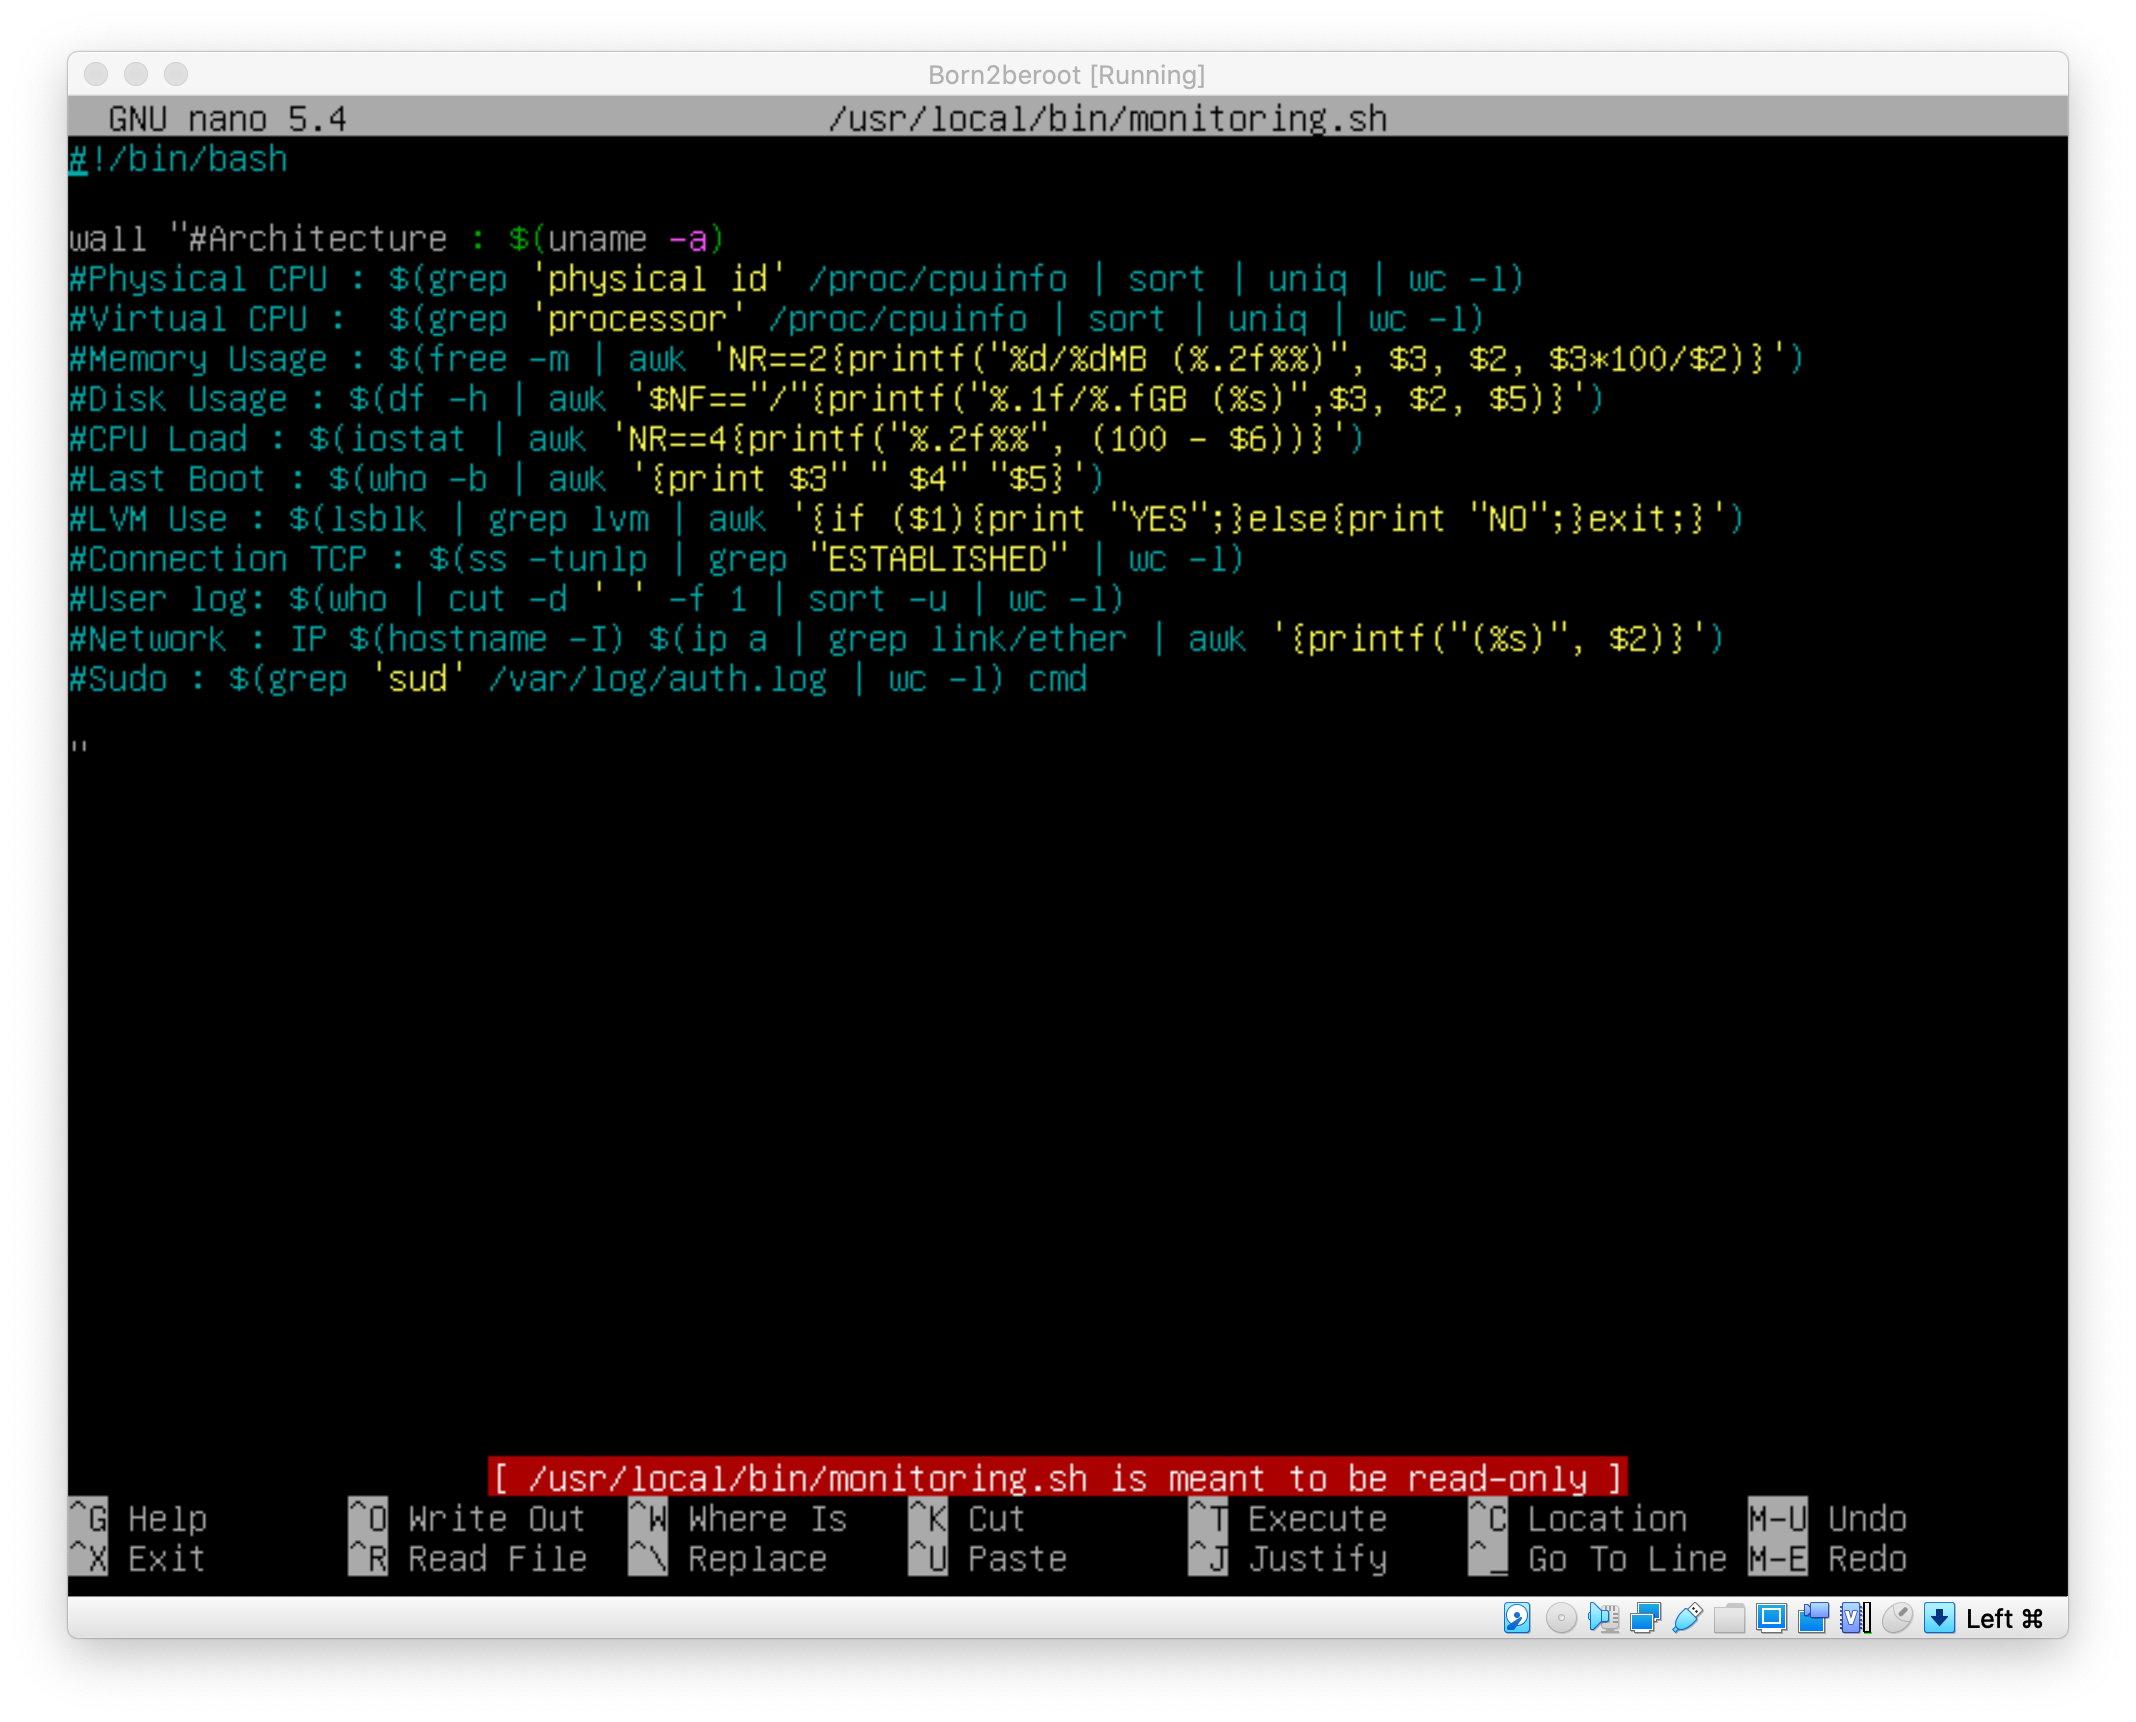 Born2beroot [Running]
GNU nano 5.4 /usr/local/bin/monitoring.sh
#!/bin/bash
wall "#Architecture : $(uname -a)
#Physical CPU : $(grep 'physical id' /proc/cpuinfo | sort | uniq | wc -l)
#Virtual CPU :  $(grep 'processor' /proc/cpuinfo | sort | uniq | wc -l)
#Memory Usage : $(free -m | awk 'NR==2{printf("%d/%dMB (%.2f%%)", $3, $2, $3*100/$2)}')
#Disk Usage : $(df -h | awk '$NF=="/"{printf("%.1f/%.fGB (%s)",$3, $2, $5)}')
#CPU Load : $(iostat | awk 'NR==4{printf("%.2f%%", (100 - $6))}')
#Last Boot : $(who -b | awk '{print $3" " $4" "$5}')
#LVM Use : $(lsblk | grep lvm | awk '{if ($1){print "YES";}else{print "NO";}exit;}')
#Connection TCP : $(ss -tunlp | grep "ESTABLISHED" | wc -l)
#User log: $(who | cut -d ' ' -f 1 | sort -u | wc -l)
#Network : IP $(hostname -I) $(ip a | grep link/ether | awk '{printf("(%s)", $2)}')
#Sudo : $(grep 'sud' /var/log/auth.log | wc -l) cmd
"
[ /usr/local/bin/monitoring.sh is meant to be read-only ]
^G Help ^O Write Out ^W Where Is ^K Cut ^T Execute ^C Location M-U Undo
^X Exit ^R Read File ^\ Replace ^U Paste ^J Justify ^_ Go To Line M-E Redo
Left ⌘